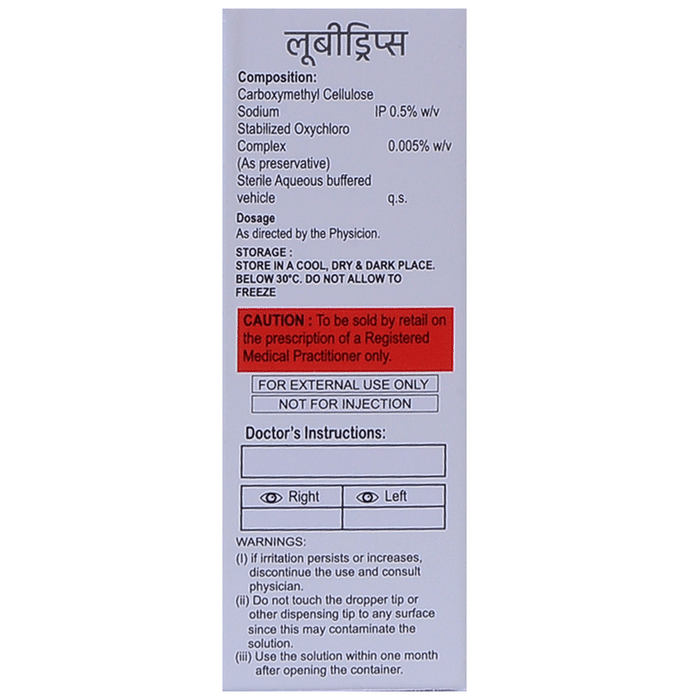 लूबीड्रिप्स
Composition:
Carboxymethyl Cellulose
Sodium IP 0.5% w/v
Stabilized Oxychloro
Complex 0.005% w/v
(As preservative)
Sterile Aqueous buffered
vehicle q.s.
Dosage
As directed by the Physicion.
STORAGE :
STORE IN A COOL, DRY & DARK PLACE.
BELOW 30°C. DO NOT ALLOW TO
FREEZE
CAUTION : To be sold by retail on
the prescription of a Registered
Medical Practitioner only.
FOR EXTERNAL USE ONLY
NOT FOR INJECTION
Doctor's Instructions:
Right Left
WARNINGS:
(I) if irritation persists or increases,
discontinue the use and consult
physician.
(ii) Do not touch the dropper tip or
other dispensing tip to any surface
since this may contaminate the
solution.
(iii) Use the solution within one month
after opening the container.